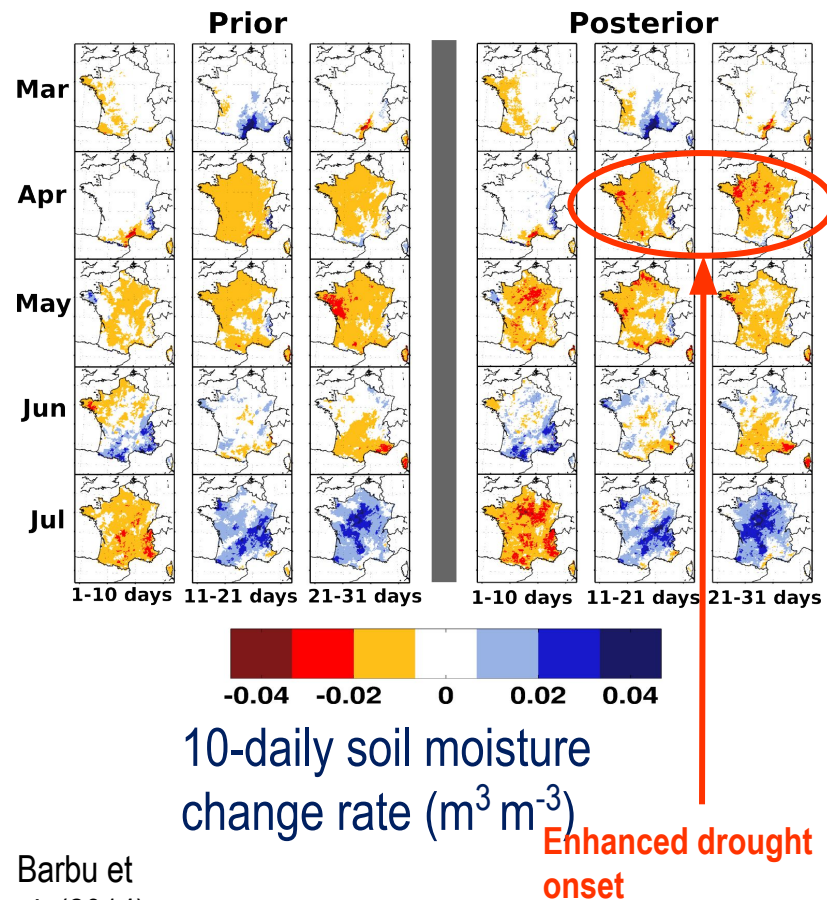 Prior
Posterior
Mar
Apr
May
Jun
Jul
1-10 days 11-21 days 21-31 days
1-10 days 11-21 days 21-31 days
-0.04 -0.02 0 0.02 0.04
10-daily soil moisture
change rate (m³ m⁻³)
Enhanced drought
onset
Barbu et